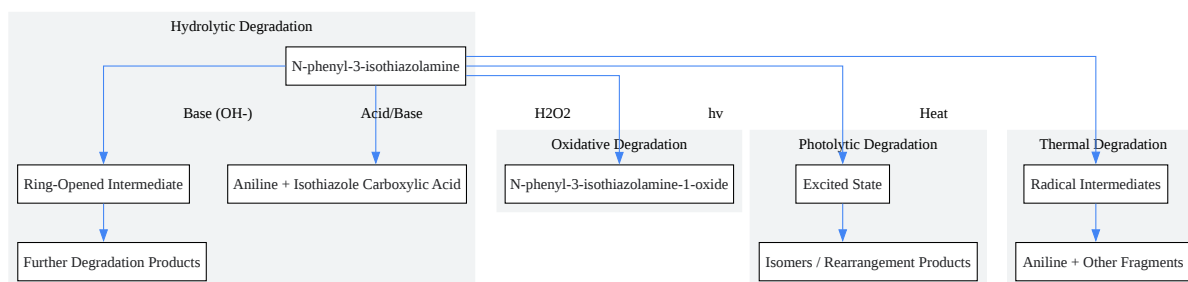 Hydrolytic Degradation
N-phenyl-3-isothiazolamine
Base (OH-)
Acid/Base
H2O2
hv
Heat
Oxidative Degradation
Photolytic Degradation
Thermal Degradation
Ring-Opened Intermediate
Aniline + Isothiazole Carboxylic Acid
N-phenyl-3-isothiazolamine-1-oxide
Excited State
Radical Intermediates
Further Degradation Products
Isomers / Rearrangement Products
Aniline + Other Fragments